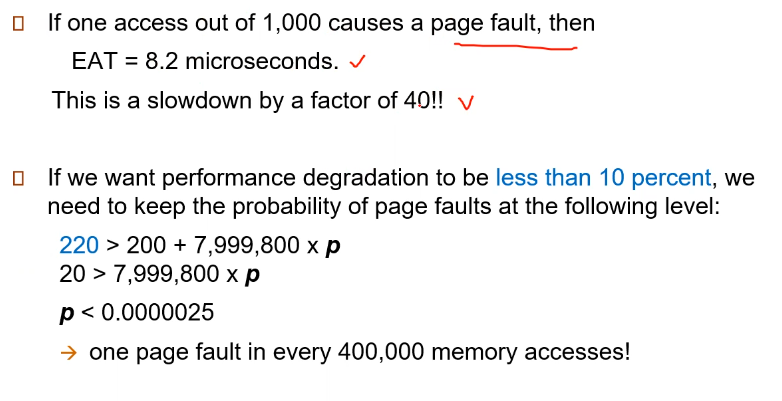 If one access out of 1,000 causes a page fault, then
EAT = 8.2 microseconds.
This is a slowdown by a factor of 40!!
If we want performance degradation to be less than 10 percent, we
need to keep the probability of page faults at the following level:
220 > 200 + 7,999,800 x p
20 > 7,999,800 x p
p < 0.0000025
→ one page fault in every 400,000 memory accesses!